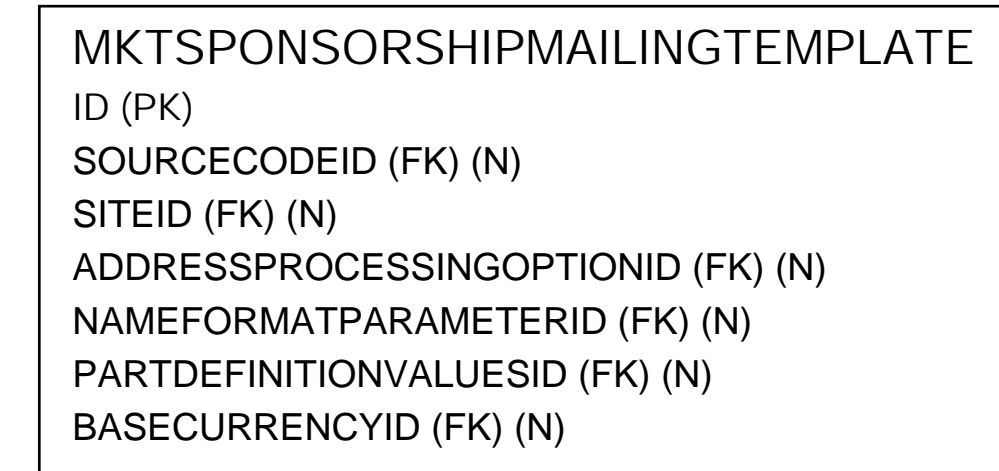 MKTSPONSORSHIPMAILINGTEMPLATE
ID (PK)
SOURCECODEID (FK) (N)
SITEID (FK) (N)
ADDRESSPROCESSINGOPTIONID (FK) (N)
NAMEFORMATPARAMETERID (FK) (N)
PARTDEFINITIONVALUESID (FK) (N)
BASECURRENCYID (FK) (N)